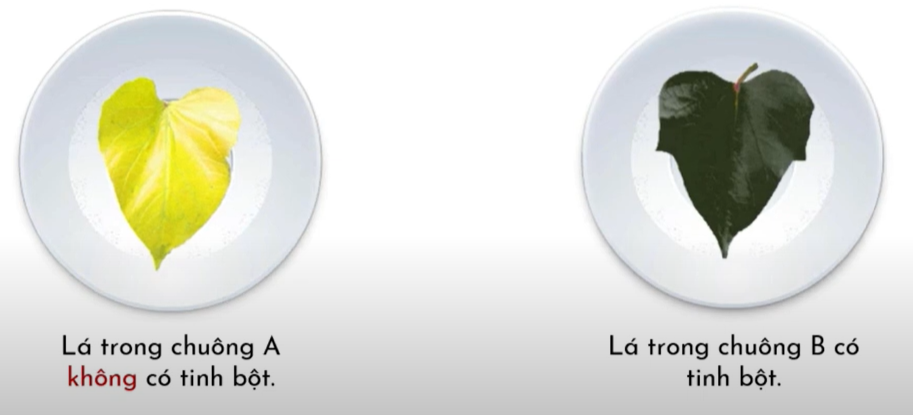 Lá trong chuông A
không có tinh bột.
Lá trong chuông B có
tinh bột.